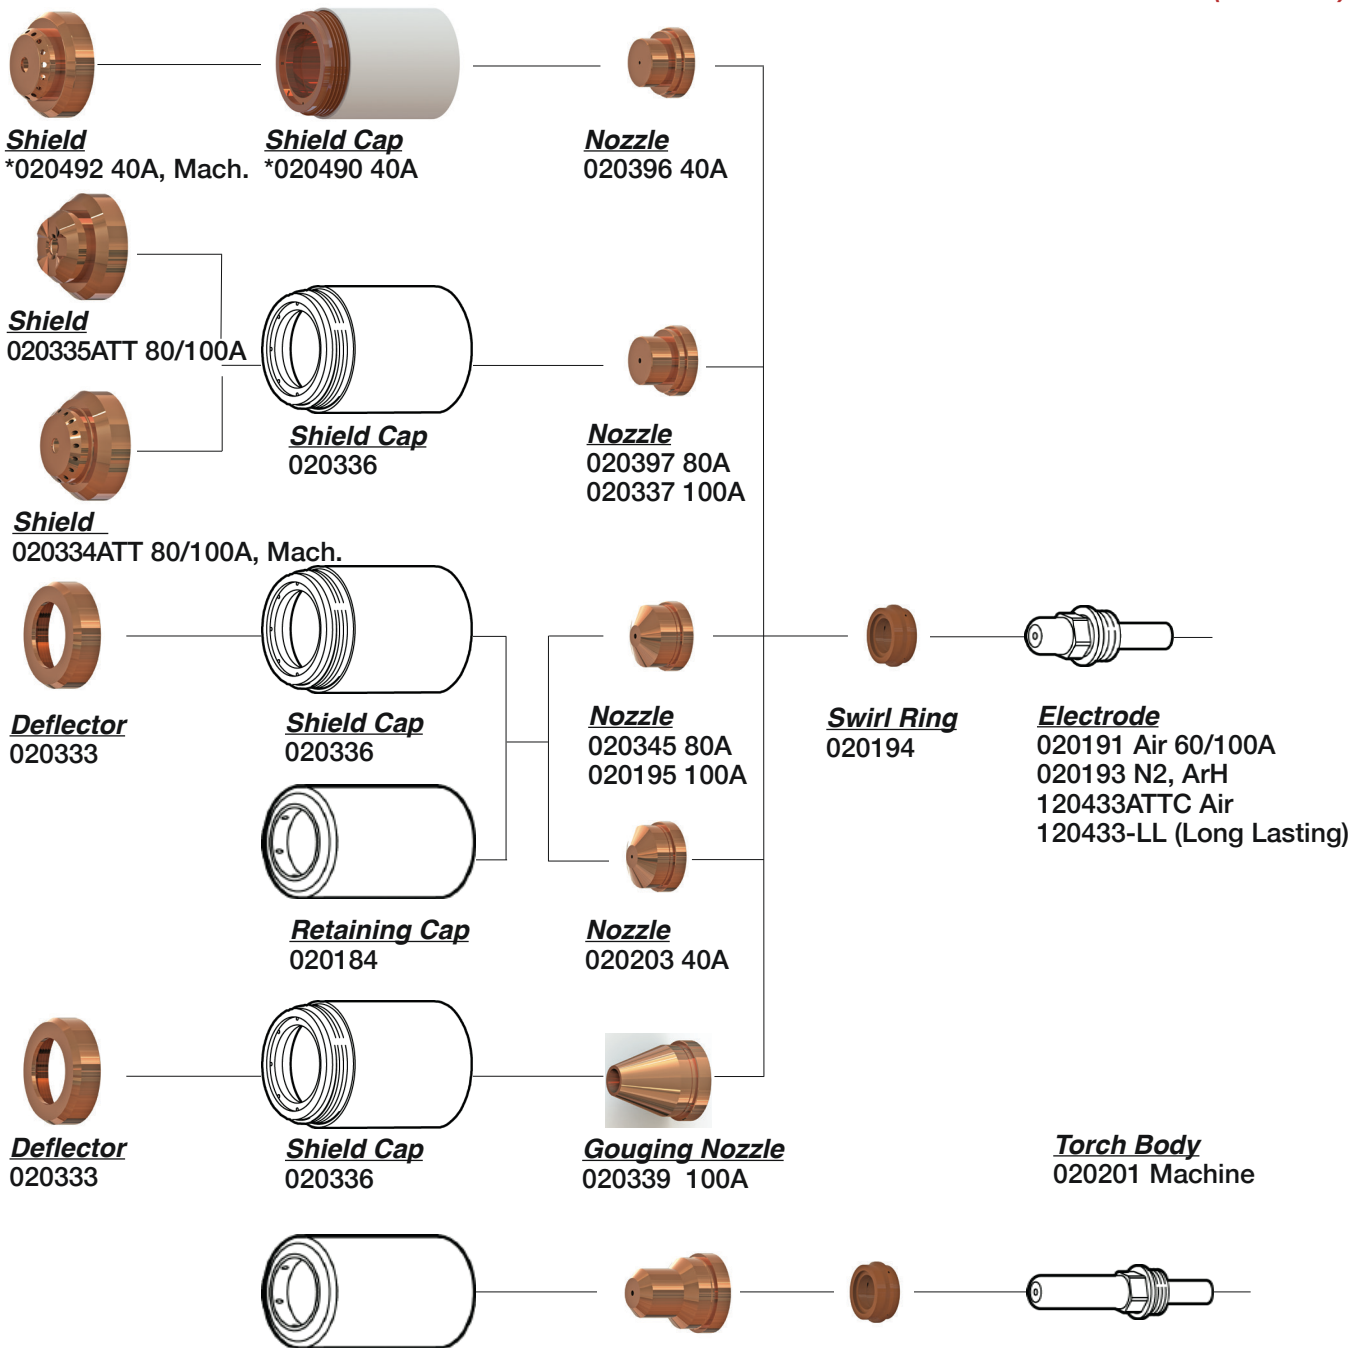 Shield
*020492 40A, Mach.
Shield Cap
*020490 40A
Nozzle
020396 40A
Shield
020335ATT 80/100A
Shield Cap
020336
Nozzle
020397 80A
020337 100A
Shield
020334ATT 80/100A, Mach.
Deflector
020333
Shield Cap
020336
Nozzle
020345 80A
020195 100A
Swirl Ring
020194
Electrode
020191 Air 60/100A
020193 N2, ArH
120433ATTC Air
120433-LL (Long Lasting)
Retaining Cap
020184
Nozzle
020203 40A
Deflector
020333
Shield Cap
020336
Gouging Nozzle
020339 100A
Torch Body
020201 Machine